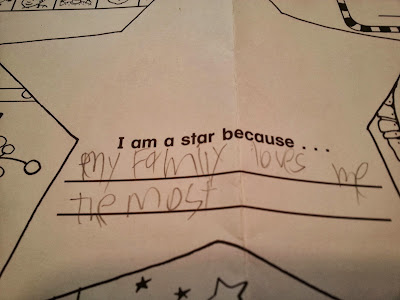 I am a star because . . .
my Family loves me
the most